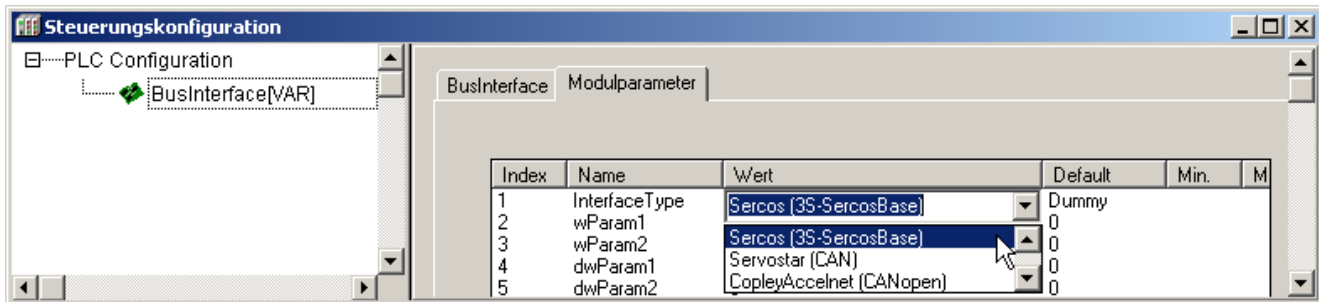 Steuerungskonfiguration
PLC Configuration
BusInterface[VAR]
BusInterface Modulparameter
Index Name Wert Default Min. M
1 InterfaceType Sercos (3S-SercosBase) Dummy
2 wParam1 0
3 wParam2 Sercos (3S-SercosBase) 0
4 dwParam1 Servostar (CAN) 0
5 dwParam2 CopleyAccelnet (CANopen) 0